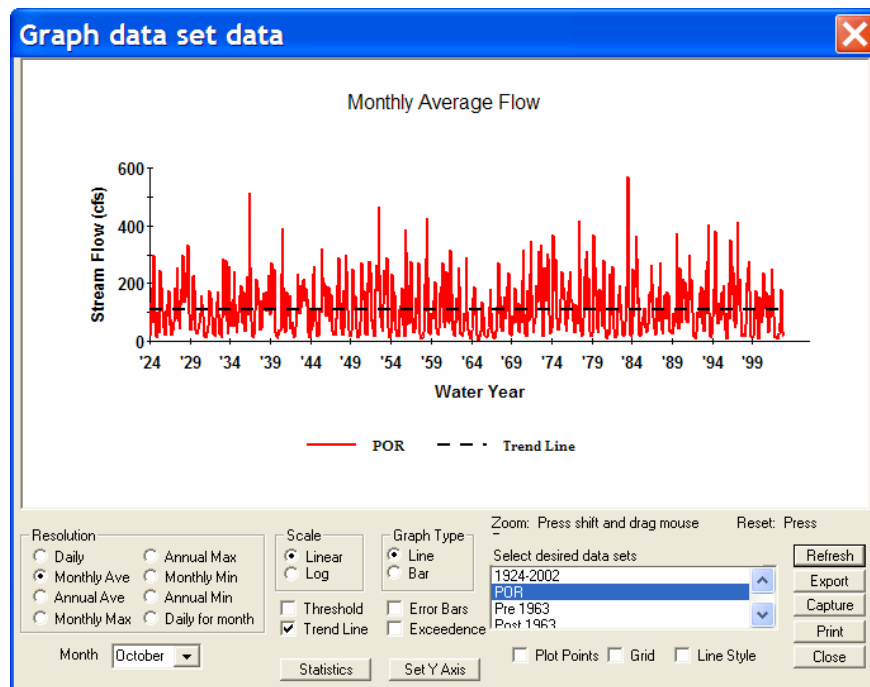 Graph data set data
Monthly Average Flow
Stream Flow (cfs)
600
400
200
0
'24 '29 '34 '39 '44 '49 '54 '59 '64 '69 '74 '79 '84 '89 '94 '99
Water Year
POR Trend Line
Zoom: Press shift and drag mouse Reset: Press
Resolution
Daily Annual Max
Monthly Ave Monthly Min
Annual Ave Annual Min
Monthly Max Daily for month
Month October
Scale
Linear
Log
Threshold
Trend Line
Statistics
Graph Type
Line
Bar
Error Bars
Exceedence
Set Y Axis
Select desired data sets
1924-2002
POR
Pre 1963
Post 1963
Plot Points Grid Line Style
Refresh
Export
Capture
Print
Close